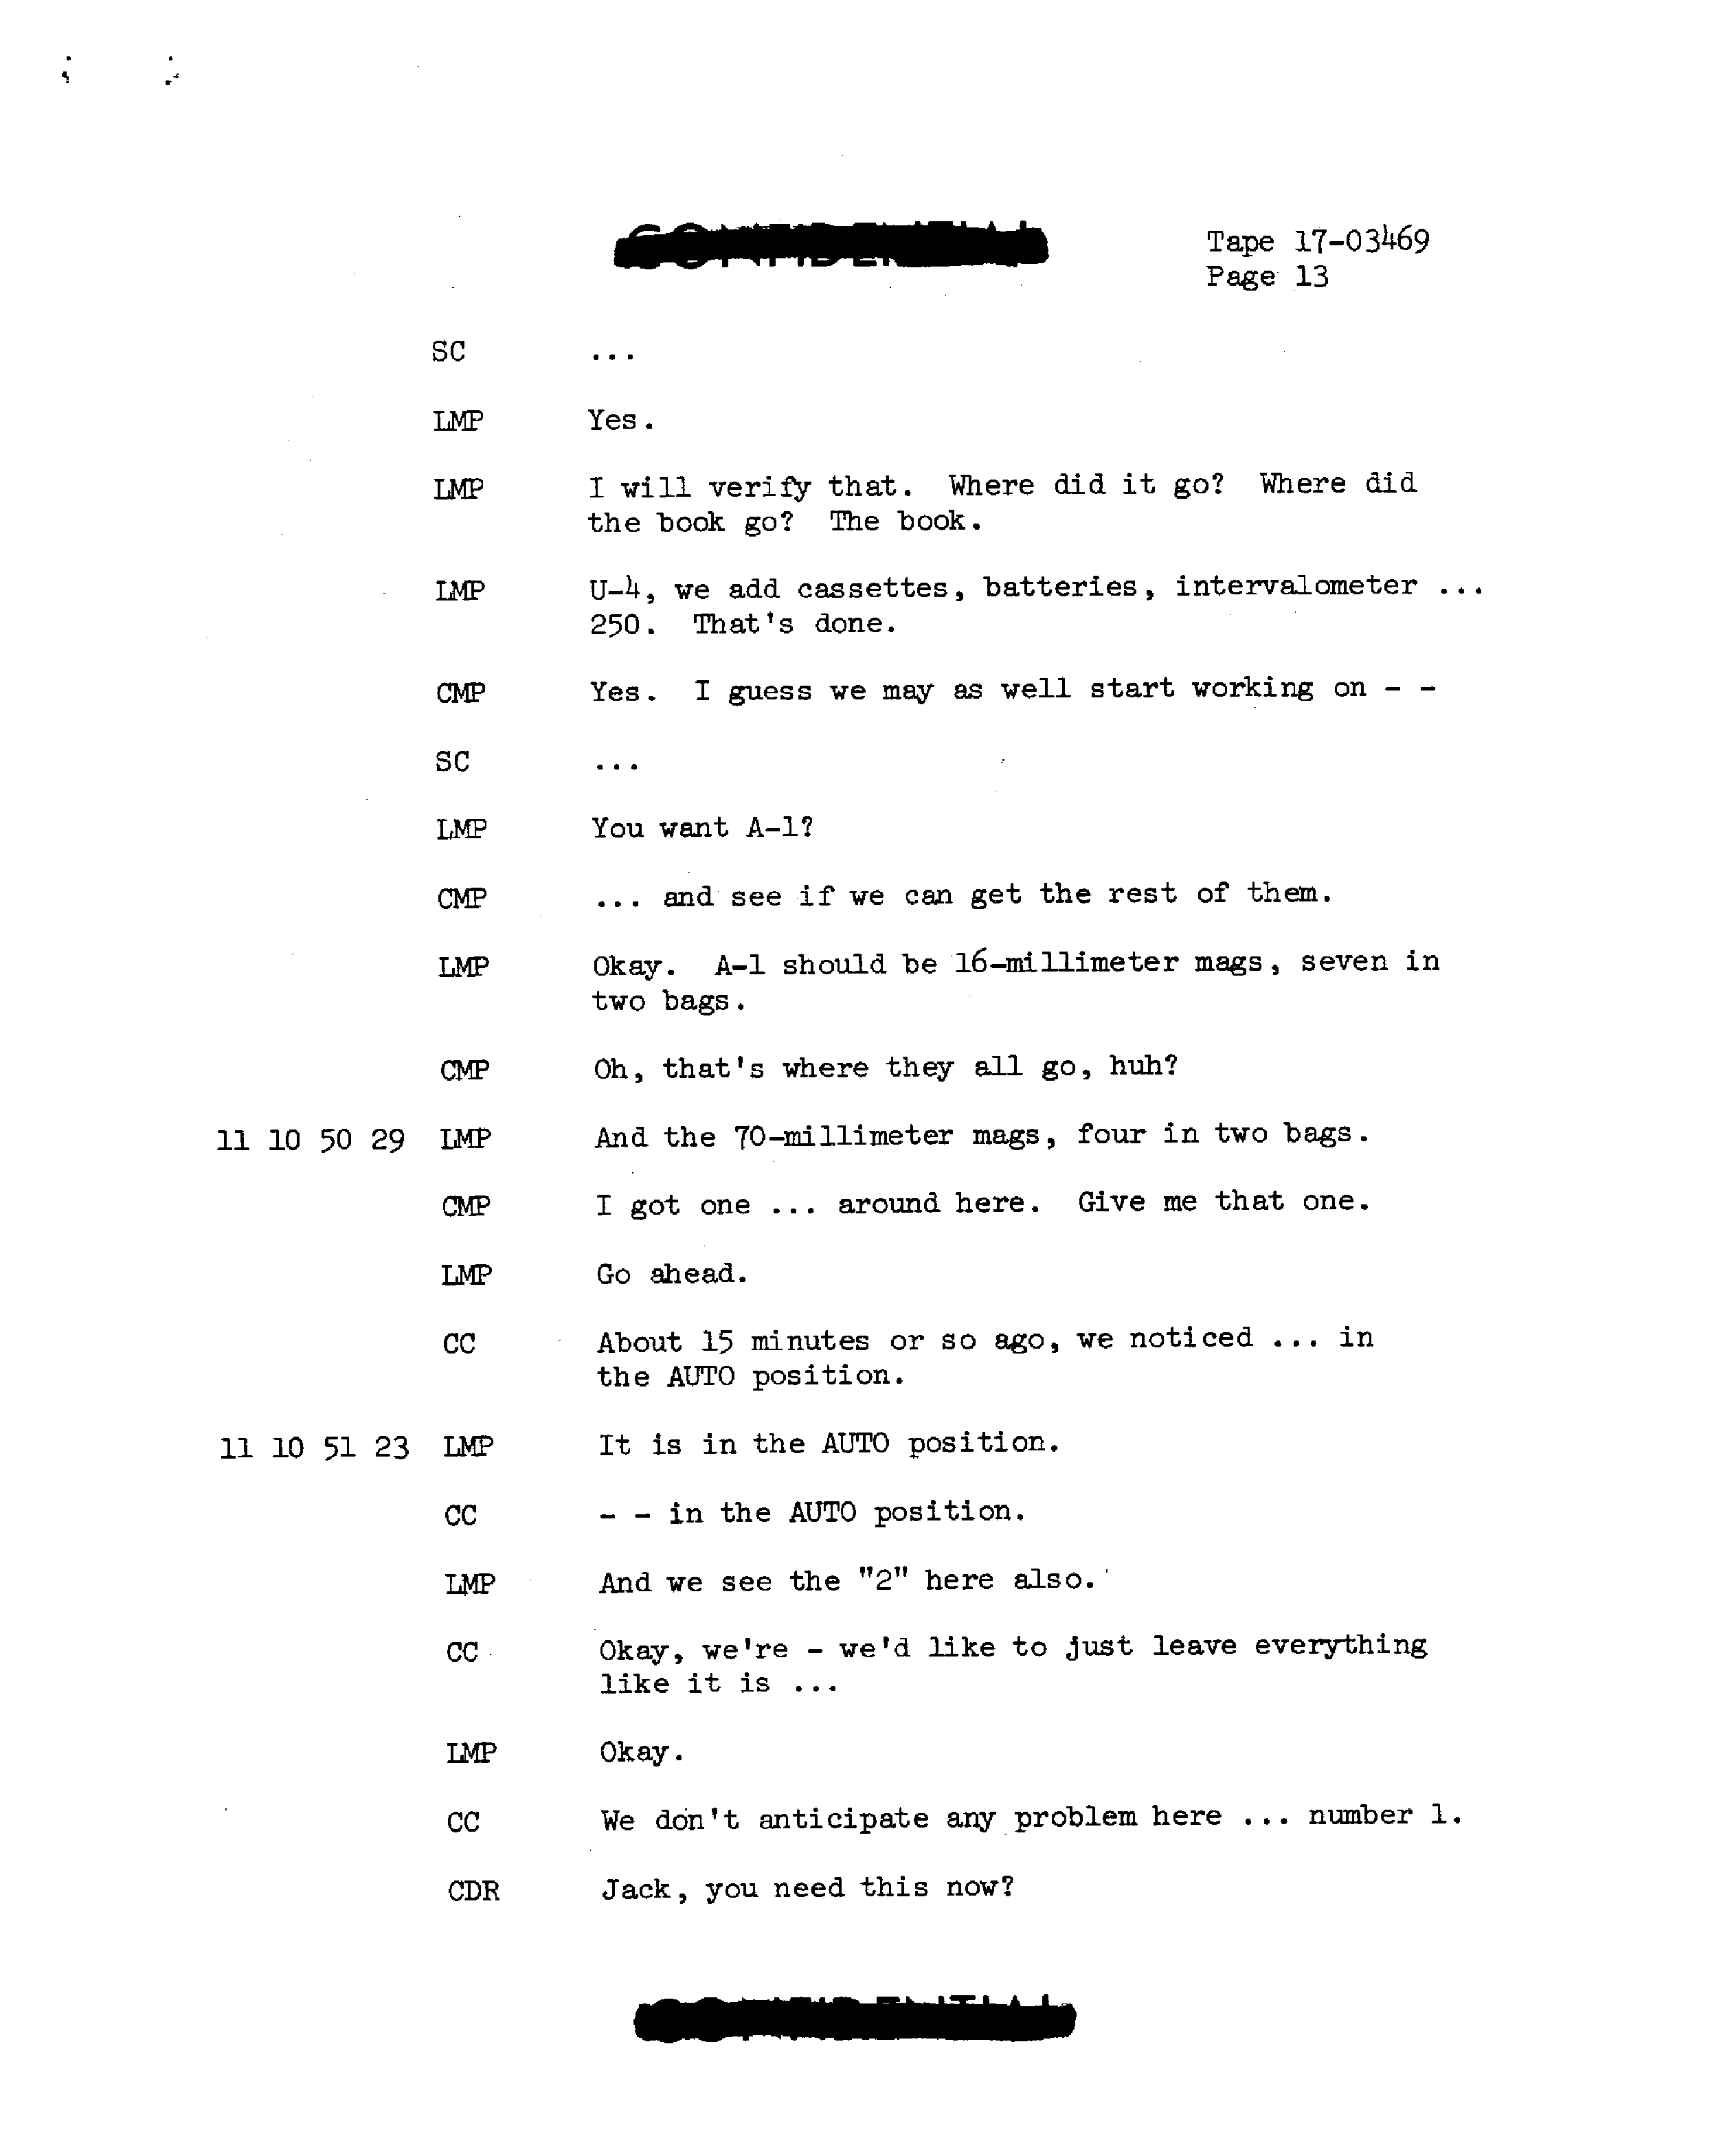 CONFIDENTIAL
Tape 17-03469
Page 13
SC ...
LMP Yes.
LMP I will verify that. Where did it go? Where did
the book go? The book.
LMP U-4, we add cassettes, batteries, intervalometer ...
250. That's done.
CMP Yes. I guess we may as well start working on - -
SC ...
LMP You want A-1?
CMP ... and see if we can get the rest of them.
LMP Okay. A-1 should be 16-millimeter mags, seven in
two bags.
CMP Oh, that's where they all go, huh?
11 10 50 29 LMP And the 70-millimeter mags, four in two bags.
CMP I got one ... around here. Give me that one.
LMP Go ahead.
CC About 15 minutes or so ago, we noticed ... in
the AUTO position.
11 10 51 23 LMP It is in the AUTO position.
CC - - in the AUTO position.
LMP And we see the "2" here also.
CC Okay, we're - we'd like to just leave everything
like it is ...
LMP Okay.
CC We don't anticipate any problem here ... number 1.
CDR Jack, you need this now?
CONFIDENTIAL